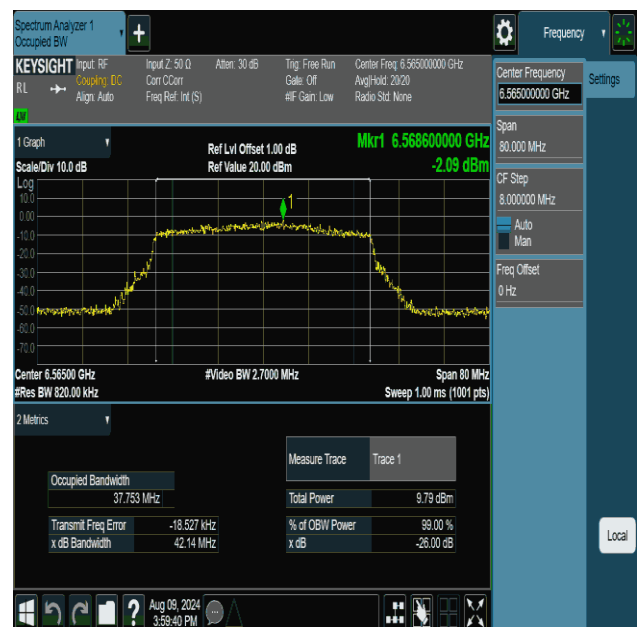 Spectrum Analyzer 1
Occupied BW
Frequency
KEYSIGHT
RL
Input: RF
Coupling: DC
Align: Auto
Input Z: 50 Ω
Corr CCorr
Freq Ref: Int (S)
Atten: 30 dB
Trig: Free Run
Gate: Off
#IF Gain: Low
Center Freq: 6.565000000 GHz
Avg|Hold: 20/20
Radio Std: None
Center Frequency
6.565000000 GHz
Settings
Span
80.000 MHz
CF Step
8.000000 MHz
Auto
Man
Freq Offset
0 Hz
1 Graph
Scale/Div 10.0 dB
Ref Lvl Offset 1.00 dB
Ref Value 20.00 dBm
Mkr1 6.568600000 GHz
-2.09 dBm
Log
10.0
0.00
-10.0
-20.0
-30.0
-40.0
-50.0
-60.0
-70.0
1
Center 6.56500 GHz
#Res BW 820.00 kHz
#Video BW 2.7000 MHz
Span 80 MHz
Sweep 1.00 ms (1001 pts)
2 Metrics
Measure Trace
Trace 1
Occupied Bandwidth
37.753 MHz
Total Power
9.79 dBm
Transmit Freq Error
-18.527 kHz
% of OBW Power
99.00 %
x dB Bandwidth
42.14 MHz
x dB
-26.00 dB
Local
?
Aug 09, 2024
3:59:40 PM